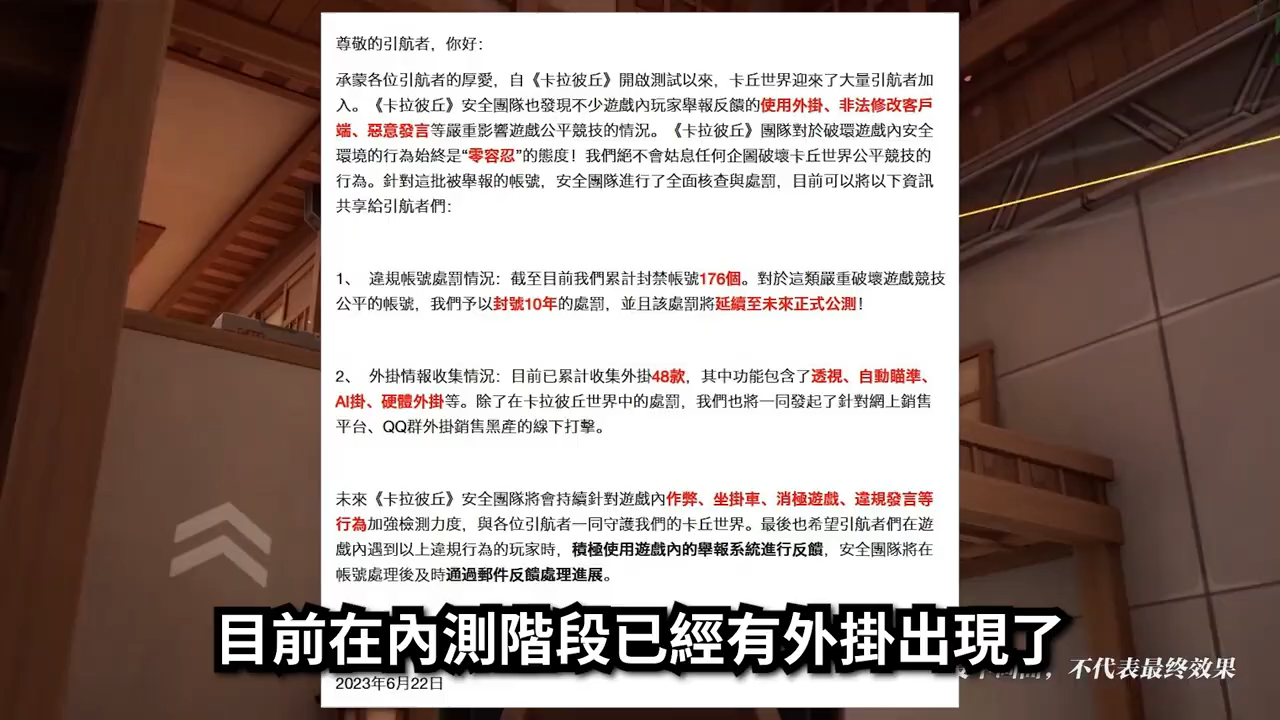 尊敬的引航者，你好：
承蒙各位引航者的厚愛，自《卡拉彼丘》開啟測試以來，卡丘世界迎來了大量引航者加
入。《卡拉彼丘》安全團隊也發現不少遊戲內玩家舉報反饋的使用外掛、非法修改客戶
端、惡意發言等嚴重影響遊戲公平競技的情況。《卡拉彼丘》團隊對於破環遊戲內安全
環境的行為始終是“零容忍”的態度！我們絕不會姑息任何企圖破壞卡丘世界公平競技的
行為。針對這批被舉報的帳號，安全團隊進行了全面核查與處罰，目前可以將以下資訊
共享給引航者們：
1、 違規帳號處罰情況：截至目前我們累計封禁帳號176個。對於這類嚴重破壞遊戲競技
公平的帳號，我們予以封號10年的處罰，並且該處罰將延續至未來正式公測！
2、 外掛情報收集情況：目前已累計收集外掛48款，其中功能包含了透視、自動瞄準、
AI掛、硬體外掛等。除了在卡拉彼丘世界中的處罰，我們也將一同發起了針對網上銷售
平台、QQ群外掛銷售黑產的線下打擊。
未來《卡拉彼丘》安全團隊將會持續針對遊戲內作弊、坐掛車、消極遊戲、違規發言等
行為加強檢測力度，與各位引航者一同守護我們的卡丘世界。最後也希望引航者們在遊
戲內遇到以上違規行為的玩家時，積極使用遊戲內的舉報系統進行反饋，安全團隊將在
帳號處理後及時通過郵件反饋處理進展。
目前在內測階段已經有外掛出現了
，不代表最终效果
2023年6月22日